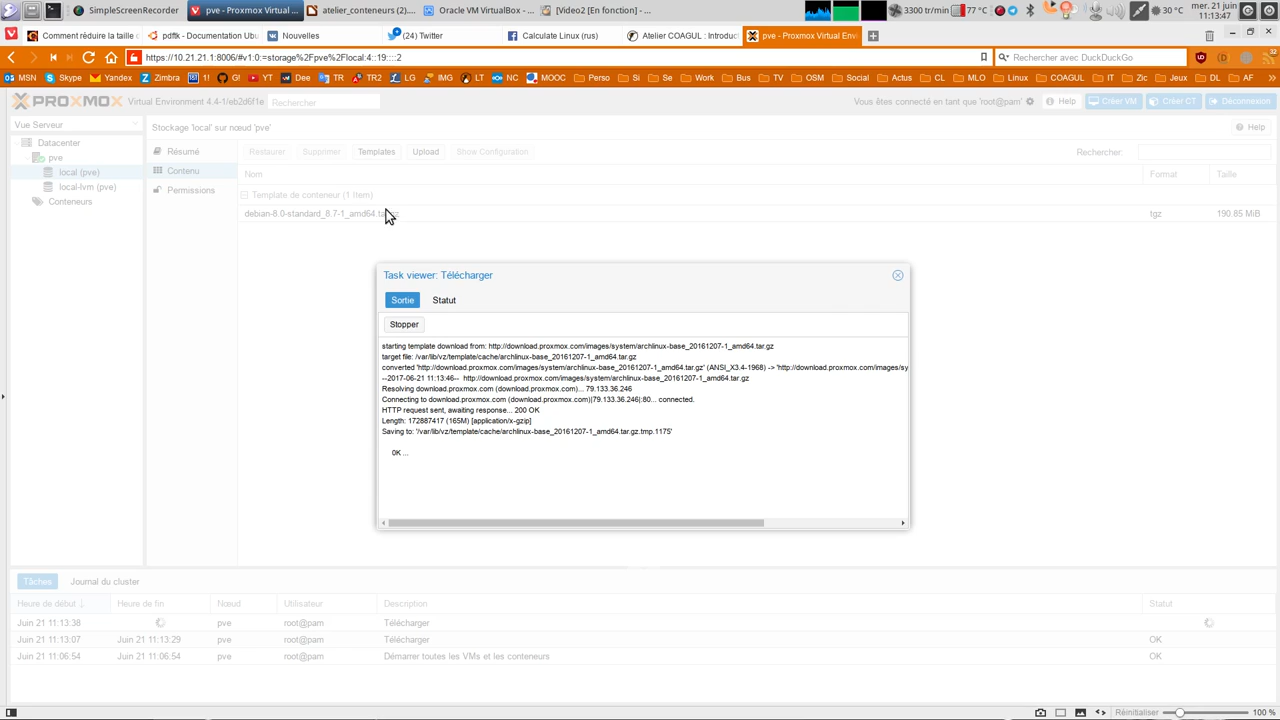 SimpleScreenRecorder
pve - Proxmox Virtual ...
atelier_conteneurs (2)....
Oracle VM VirtualBox - ...
[Video2 [En fonction] - ...
3300 tr/min
77 °C
30 °C
mer. 21 juin
11:13:47
Comment réduire la taille
pdftk - Documentation Ubu
Nouvelles
(24) Twitter
Calculate Linux (rus)
Atelier COAGUL : Introduct
pve - Proxmox Virtual Envi
https://10.21.21.1:8006/#v1:0:=storage%2Fpve%2Flocal:4::19::::2
Rechercher avec DuckDuckGo
MSN Skype Yandex Zimbra 1! G! YT Dee TR TR2 LG IMG LT NC MOOC Perso Si Se Work Bus TV OSM Social Actus CL MLO Linux COAGUL IT Zic Jeux DL AF
PROXMOX Virtual Environment 4.4-1/eb2d6f1e
Rechercher
Vous êtes connecté en tant que 'root@pam'
Help
Créer VM
Créer CT
Déconnexion
Vue Serveur
Stockage 'local' sur nœud 'pve'
Help
Datacenter
pve
local (pve)
local-lvm (pve)
Conteneurs
Résumé
Contenu
Permissions
Restaurer
Supprimer
Templates
Upload
Show Configuration
Rechercher:
Nom
Format
Taille
Template de conteneur (1 Item)
debian-8.0-standard_8.7-1_amd64.tar.gz
tgz
190.85 MiB
Task viewer: Télécharger
Sortie
Statut
Stopper
starting template download from: http://download.proxmox.com/images/system/archlinux-base_20161207-1_amd64.tar.gz
target file: /var/lib/vz/template/cache/archlinux-base_20161207-1_amd64.tar.gz
converted 'http://download.proxmox.com/images/system/archlinux-base_20161207-1_amd64.tar.gz' (ANSI_X3.4-1968) -> 'http://download.proxmox.com/images/sy
--2017-06-21 11:13:46-- http://download.proxmox.com/images/system/archlinux-base_20161207-1_amd64.tar.gz
Resolving download.proxmox.com (download.proxmox.com)... 79.133.36.246
Connecting to download.proxmox.com (download.proxmox.com)|79.133.36.246|:80... connected.
HTTP request sent, awaiting response... 200 OK
Length: 172887417 (165M) [application/x-gzip]
Saving to: '/var/lib/vz/template/cache/archlinux-base_20161207-1_amd64.tar.gz.tmp.1175'
0K ...
Tâches
Journal du cluster
Heure de début ↓
Heure de fin
Nœud
Utilisateur
Description
Statut
Juin 21 11:13:38 pve root@pam Télécharger
Juin 21 11:13:07 Juin 21 11:13:29 pve root@pam Télécharger OK
Juin 21 11:06:54 Juin 21 11:06:54 pve root@pam Démarrer toutes les VMs et les conteneurs OK
Réinitialiser
100 %